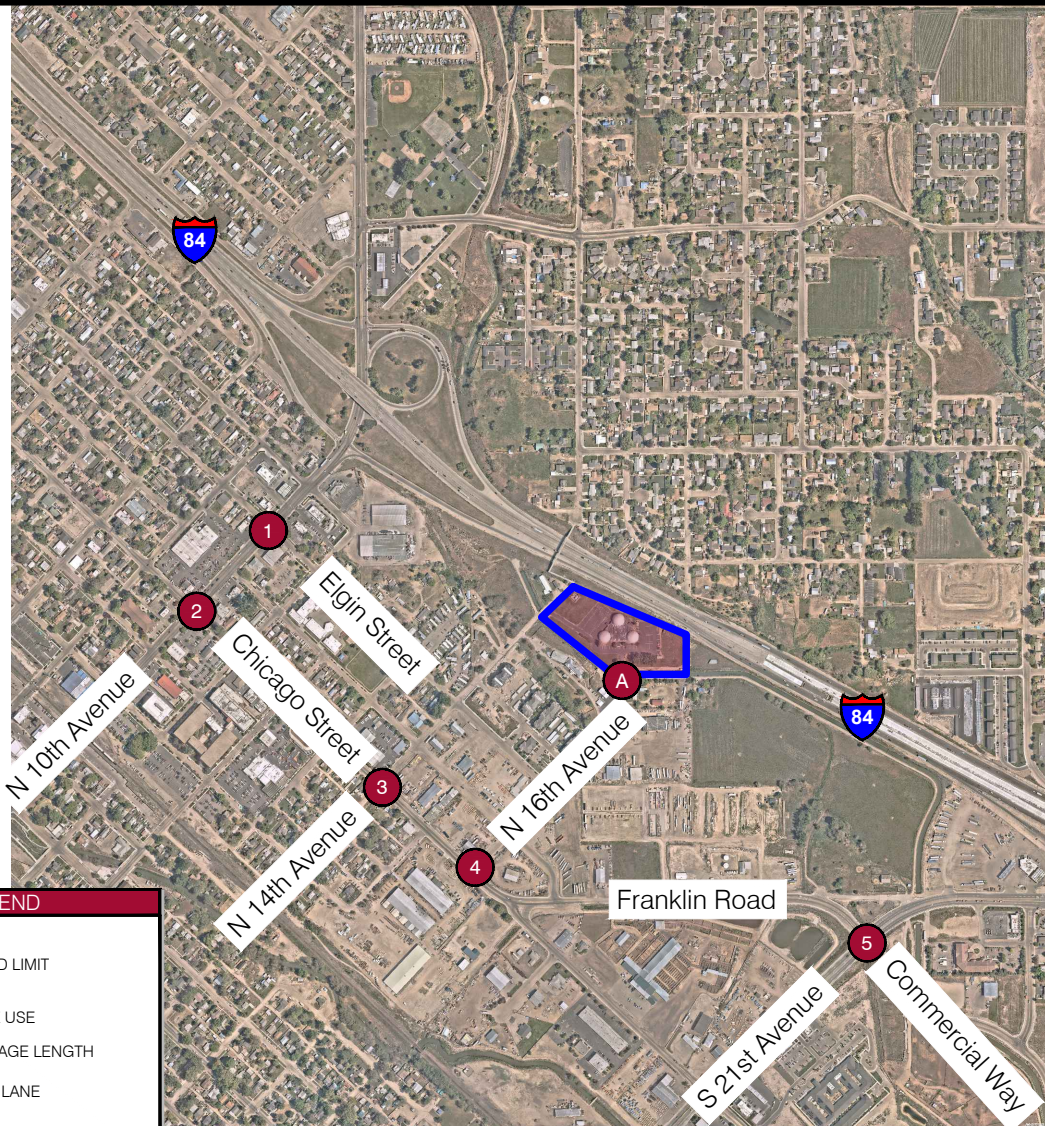 84
1
Elgin Street
2
Chicago Street
N 10th Avenue
A
84
N 16th Avenue
3
N 14th Avenue
4
Franklin Road
5
S 21st Avenue
Commercial Way
END
D LIMIT
USE
AGE LENGTH
LANE